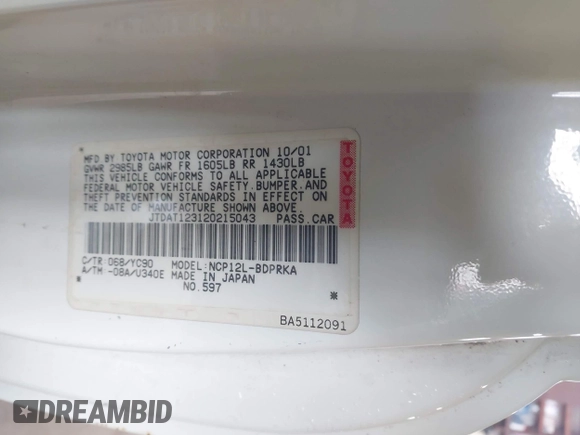 MFD BY TOYOTA MOTOR CORPORATION 10/01
GVWR 2985LB GAWR FR 1605LB RR 1430LB
THIS VEHICLE CONFORMS TO ALL APPLICABLE
FEDERAL MOTOR VEHICLE SAFETY,BUMPER,AND
THEFT PREVENTION STANDARDS IN EFFECT ON
THE DATE OF MANUFACTURE SHOWN ABOVE.
JTDAT123120215043 PASS.CAR
TOYOTA
C/TR 068/YC90 MODEL:NCP12L-BDPRKA
A/TM -08A/U340E MADE IN JAPAN
NO.597
BA5112091
DREAMBID